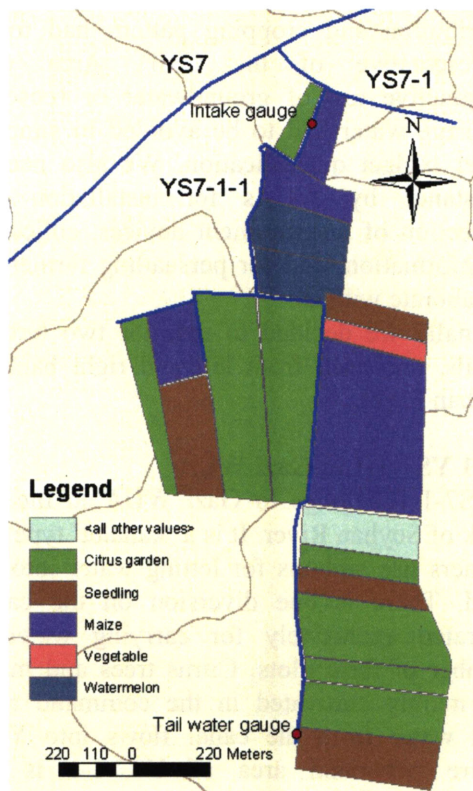 YS7
YS7-1
Intake gauge
N
YS7-1-1
Legend
<all other values>
Citrus garden
Seedling
Maize
Vegetable
Watermelon
Tail water gauge
220 110 0 220 Meters